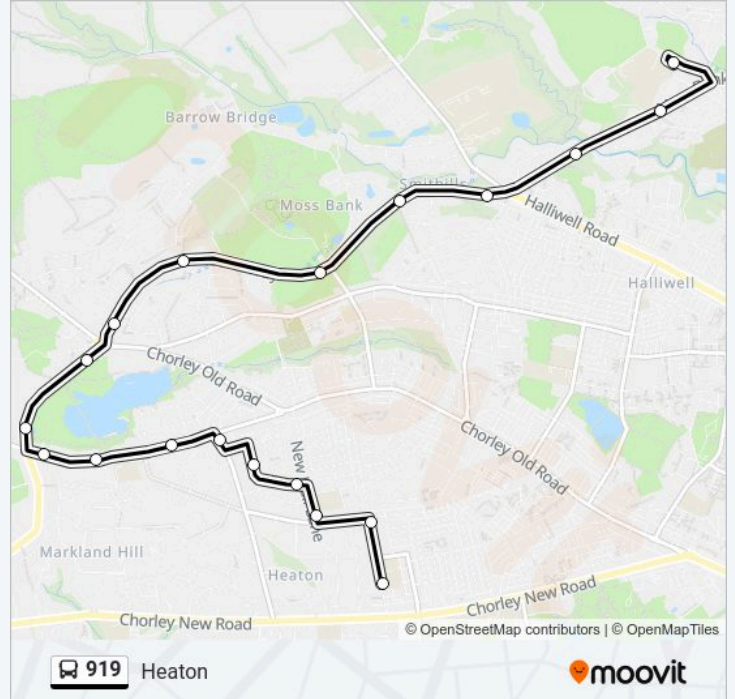 Barrow Bridge
Smithills
Moss Bank
Halliwell Road
Halliwell
Chorley Old Road
Chorley Old Road
New
Markland Hill
Heaton
Chorley New Road
Chorley New Road
© OpenStreetMap contributors | © OpenMapTiles
919 Heaton
moovit